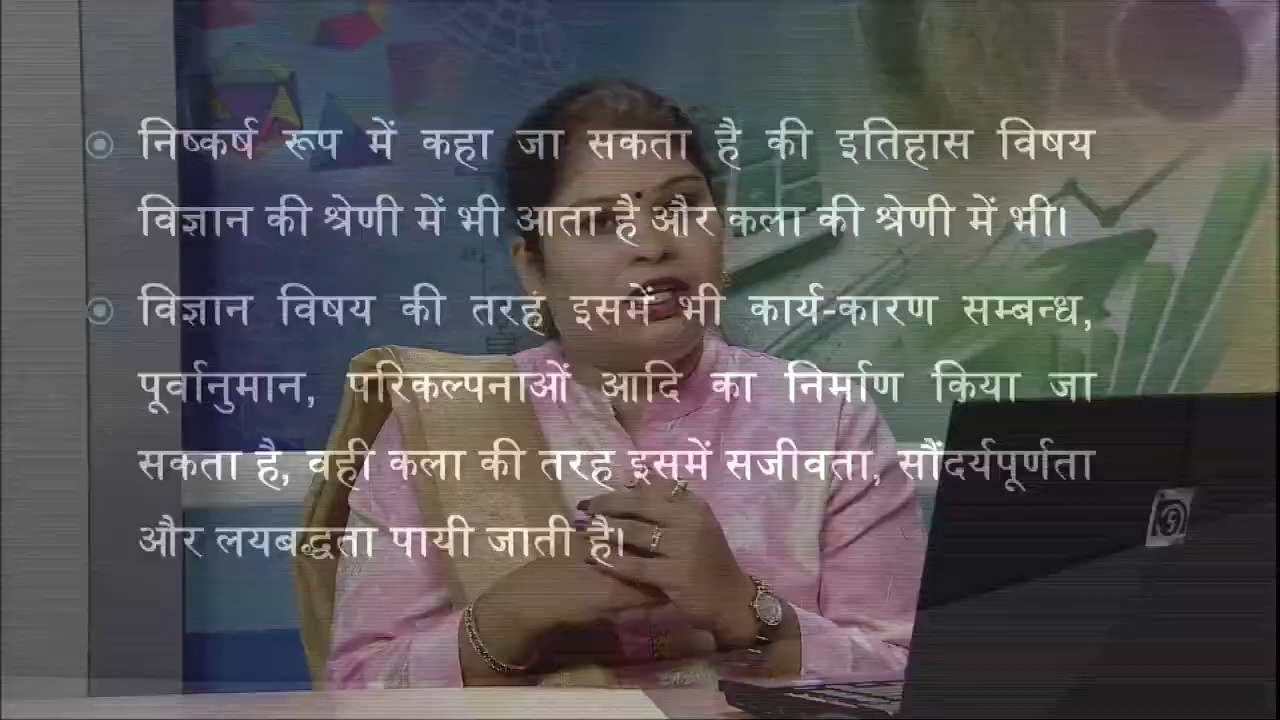 निष्कर्ष रूप में कहा जा सकता है की इतिहास विषय
विज्ञान की श्रेणी में भी आता है और कला की श्रेणी में भी।
विज्ञान विषय की तरह इसमें भी कार्य-कारण सम्बन्ध,
पूर्वानुमान, परिकल्पनाओं आदि का निर्माण किया जा
सकता है, वही कला की तरह इसमें सजीवता, सौंदर्यपूर्णता
और लयबद्धता पायी जाती है।